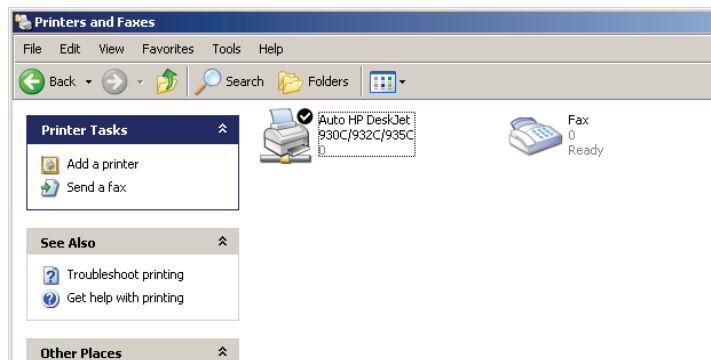 Printers and Faxes
File Edit View Favorites Tools Help
Back Search Folders
Printer Tasks
Add a printer
Send a fax
See Also
Troubleshoot printing
Get help with printing
Other Places
Auto HP DeskJet
930C/932C/935C
0
Fax
0
Ready